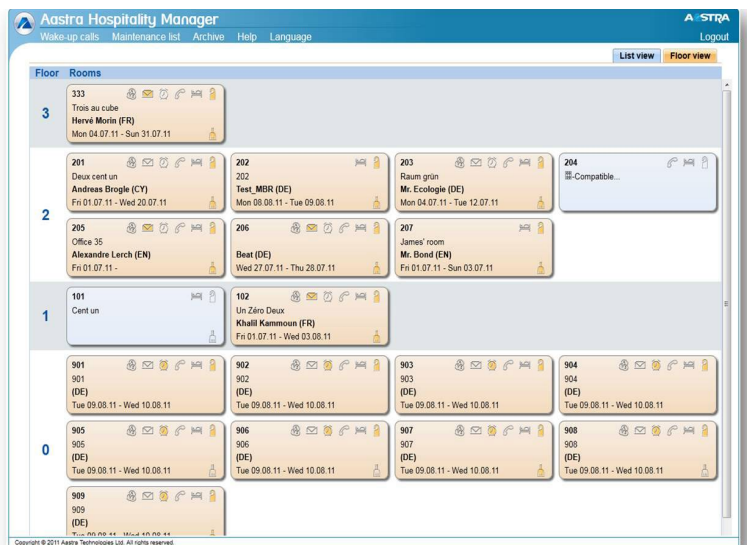 Aastra Hospitality Manager
AASTRA
Wake-up calls Maintenance list Archive Help Language
Logout
List view Floor view
Floor Rooms
3
333
Trois au cube
Hervé Morin (FR)
Mon 04.07.11 - Sun 31.07.11
2
201
Deux cent un
Andreas Brogle (CY)
Fri 01.07.11 - Wed 20.07.11
202
202
Test_MBR (DE)
Mon 08.08.11 - Tue 09.08.11
203
Raum grün
Mr. Ecologie (DE)
Mon 04.07.11 - Tue 12.07.11
204
-Compatible...
205
Office 35
Alexandre Lerch (EN)
Fri 01.07.11 -
206
Beat (DE)
Wed 27.07.11 - Thu 28.07.11
207
James' room
Mr. Bond (EN)
Fri 01.07.11 - Sun 03.07.11
1
101
Cent un
102
Un Zéro Deux
Khalil Kammoun (FR)
Fri 01.07.11 - Wed 03.08.11
0
901
901
(DE)
Tue 09.08.11 - Wed 10.08.11
902
902
(DE)
Tue 09.08.11 - Wed 10.08.11
903
903
(DE)
Tue 09.08.11 - Wed 10.08.11
904
904
(DE)
Tue 09.08.11 - Wed 10.08.11
905
905
(DE)
Tue 09.08.11 - Wed 10.08.11
906
906
(DE)
Tue 09.08.11 - Wed 10.08.11
907
907
(DE)
Tue 09.08.11 - Wed 10.08.11
908
908
(DE)
Tue 09.08.11 - Wed 10.08.11
909
909
(DE)
Tue 09.08.11 - Wed 10.08.11
Copyright © 2011 Aastra Technologies Ltd. All rights reserved.